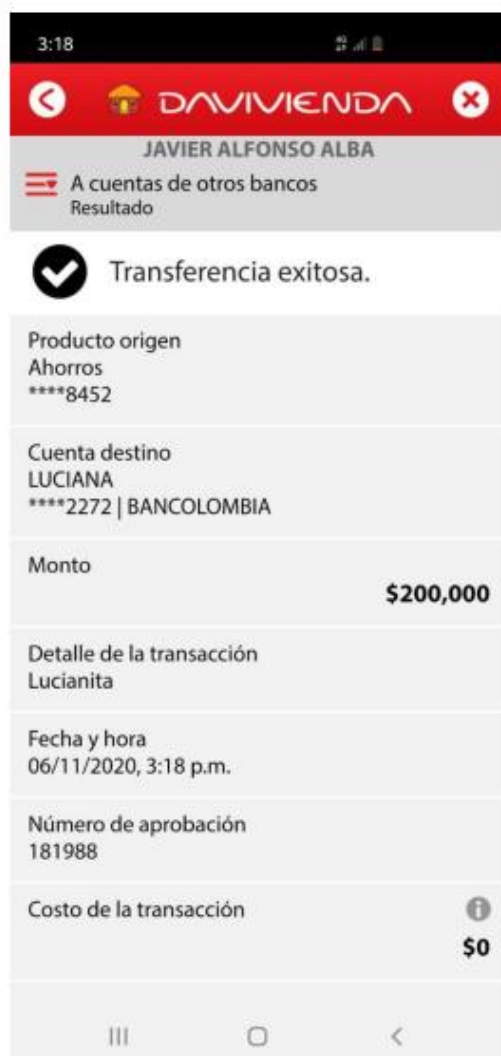 3:18
DAVIVIENDA
JAVIER ALFONSO ALBA
A cuentas de otros bancos
Resultado
Transferencia exitosa.
Producto origen
Ahorros
****8452
Cuenta destino
LUCIANA
****2272 | BANCOLOMBIA
Monto
$200,000
Detalle de la transacción
Lucianita
Fecha y hora
06/11/2020, 3:18 p.m.
Número de aprobación
181988
Costo de la transacción
$0